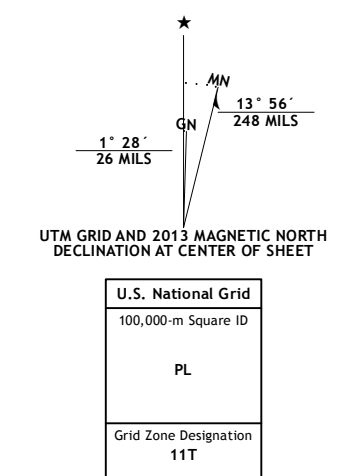 MN
13° 56´
248 MILS
GN
1° 28´
26 MILS
UTM GRID AND 2013 MAGNETIC NORTH
DECLINATION AT CENTER OF SHEET
U.S. National Grid
100,000-m Square ID
PL
Grid Zone Designation
11T